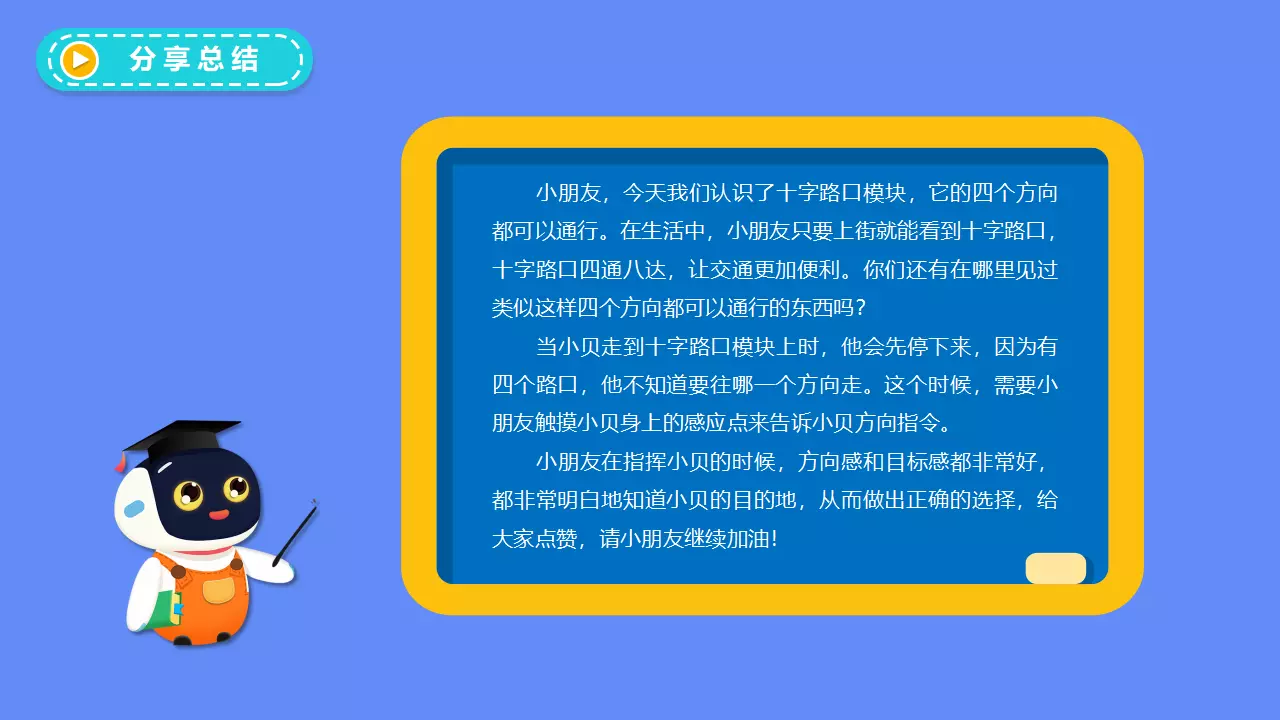 分享总结
小朋友，今天我们认识了十字路口模块，它的四个方向
都可以通行。在生活中，小朋友只要上街就能看到十字路口，
十字路口四通八达，让交通更加便利。你们还有在哪里见过
类似这样四个方向都可以通行的东西吗？
当小贝走到十字路口模块上时，他会先停下来，因为有
四个路口，他不知道要往哪一个方向走。这个时候，需要小
朋友触摸小贝身上的感应点来告诉小贝方向指令。
小朋友在指挥小贝的时候，方向感和目标感都非常好，
都非常明白地知道小贝的目的地，从而做出正确的选择，给
大家点赞，请小朋友继续加油！